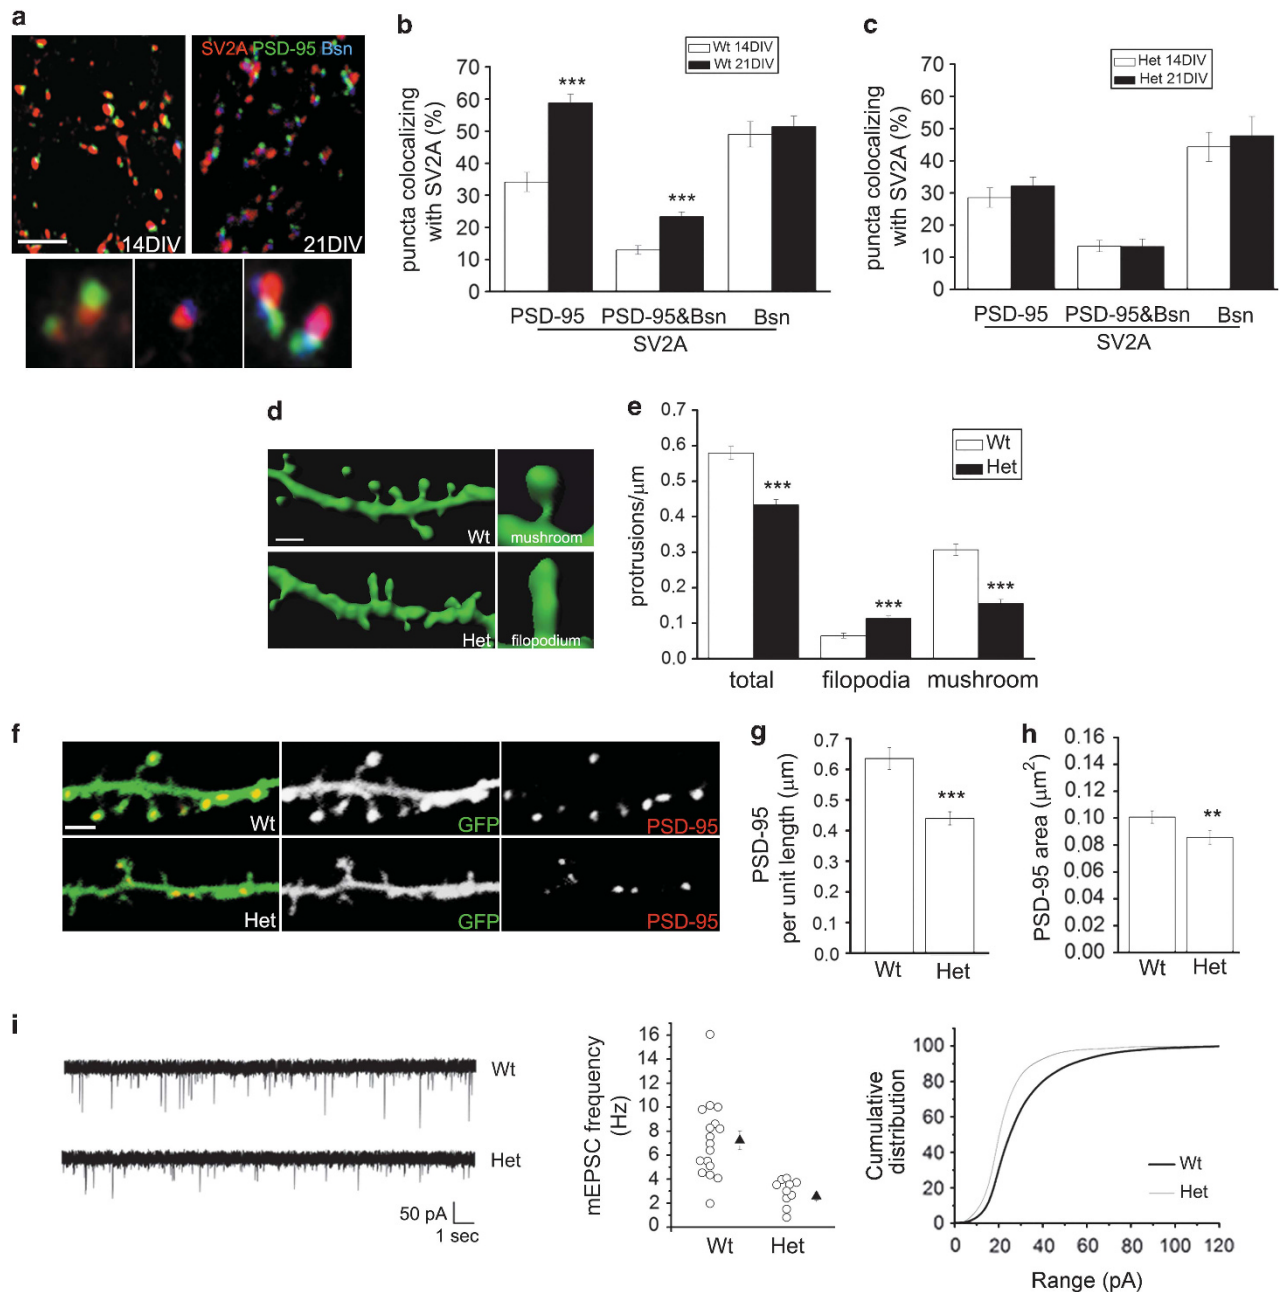 a
SV2A PSD-95 Bsn
14DIV
21DIV
b
Wt 14DIV
Wt 21DIV
puncta colocalizing
with SV2A (%)
70
60
50
40
30
20
10
0
***
***
PSD-95
PSD-95&Bsn
Bsn
SV2A
c
Het 14DIV
Het 21DIV
puncta colocalizing
with SV2A (%)
70
60
50
40
30
20
10
0
PSD-95
PSD-95&Bsn
Bsn
SV2A
d
Wt
mushroom
Het
filopodium
e
Wt
Het
protrusions/μm
0.7
0.6
0.5
0.4
0.3
0.2
0.1
0.0
***
***
***
total
filopodia
mushroom
f
Wt
GFP
PSD-95
Het
GFP
PSD-95
g
PSD-95
per unit length (μm)
0.7
0.6
0.5
0.4
0.3
0.2
0.1
0.0
***
Wt
Het
h
PSD-95 area (μm²)
0.16
0.14
0.12
0.10
0.08
0.06
0.04
0.02
0.00
**
Wt
Het
i
Wt
Het
50 pA
1 sec
mEPSC frequency
(Hz)
16
14
12
10
8
6
4
2
0
Wt
Het
Cumulative
distribution
100
80
60
40
20
0
Wt
Het
0 20 40 60 80 100 120
Range (pA)